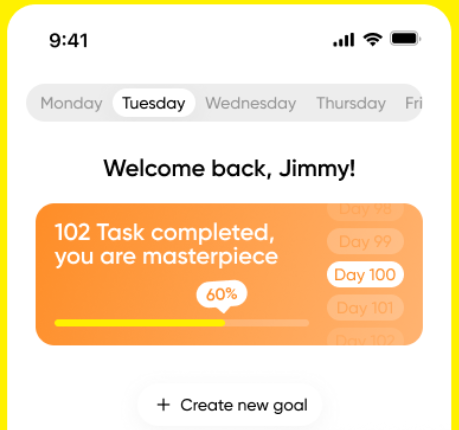 9:41
Monday Tuesday Wednesday Thursday Fri
Welcome back, Jimmy!
102 Task completed,
you are masterpiece
60%
Day 98
Day 99
Day 100
Day 101
Day 102
+ Create new goal